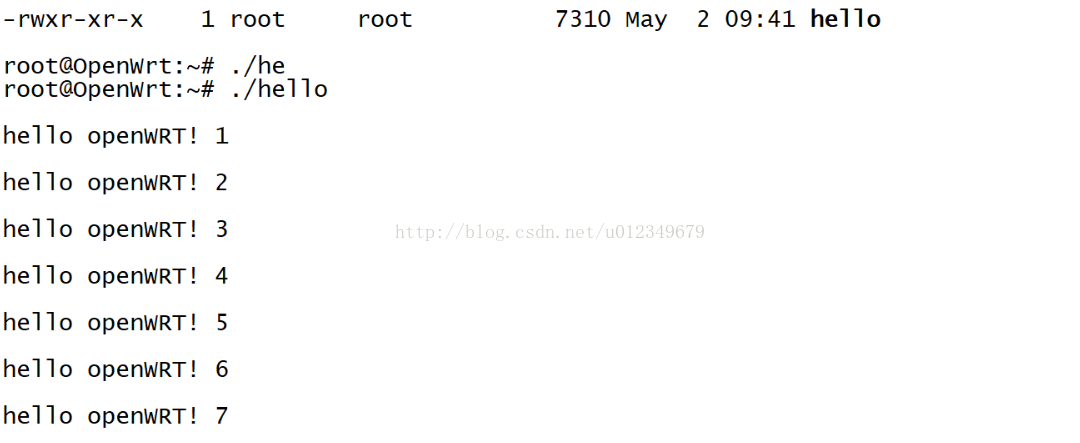 -rwxr-xr-x    1 root     root          7310 May  2 09:41 hello
root@OpenWrt:~# ./he
root@OpenWrt:~# ./hello
hello openWRT! 1
hello openWRT! 2
hello openWRT! 3
http://blog.csdn.net/u012349679
hello openWRT! 4
hello openWRT! 5
hello openWRT! 6
hello openWRT! 7